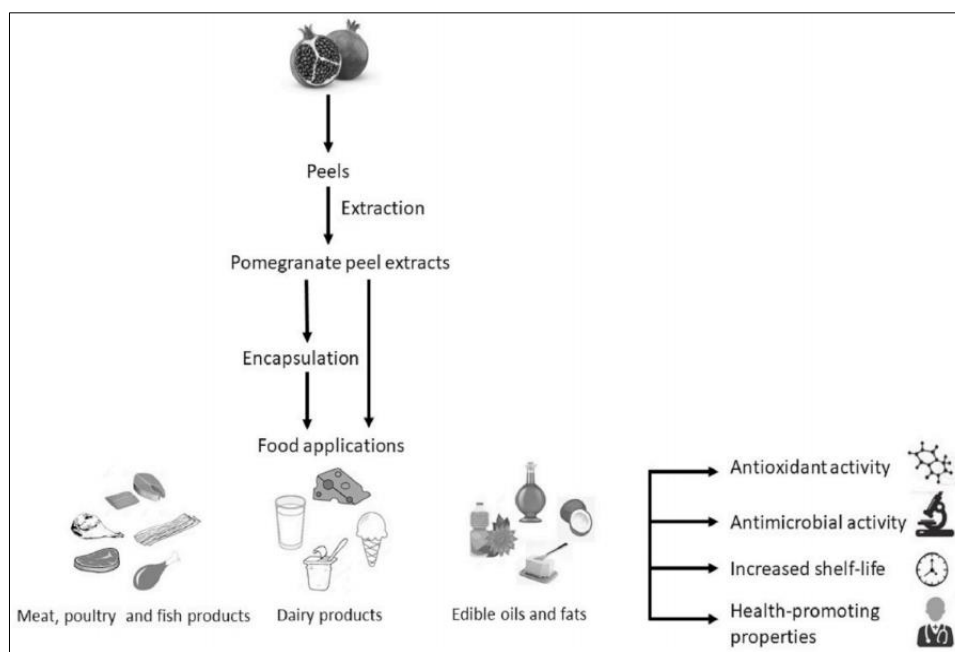 Peels
Extraction
Pomegranate peel extracts
Encapsulation
Food applications
Meat, poultry and fish products
Dairy products
Edible oils and fats
Antioxidant activity
Antimicrobial activity
Increased shelf-life
Health-promoting
properties